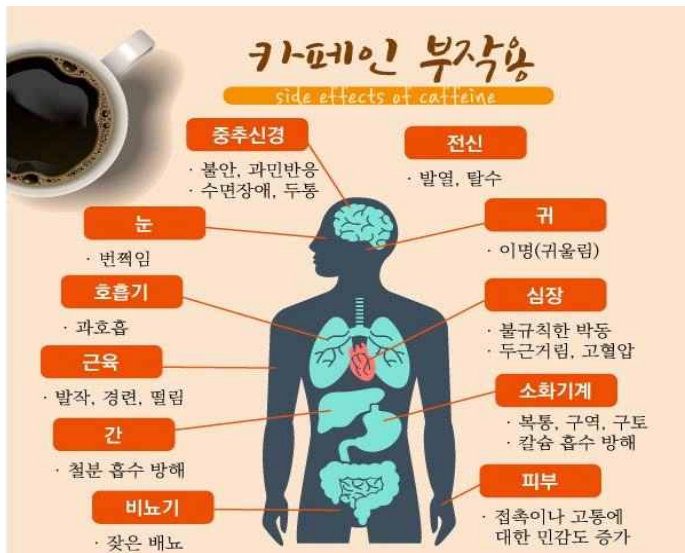 카페인 부작용
side effects of caffeine
중추신경
· 불안, 과민반응
· 수면장애, 두통
전신
· 발열, 탈수
눈
· 번쩍임
귀
· 이명(귀울림)
호흡기
· 과호흡
심장
· 불규칙한 박동
· 두근거림, 고혈압
근육
· 발작, 경련, 떨림
소화기계
· 복통, 구역, 구토
· 칼슘 흡수 방해
간
· 철분 흡수 방해
비뇨기
· 잦은 배뇨
피부
· 접촉이나 고통에
대한 민감도 증가